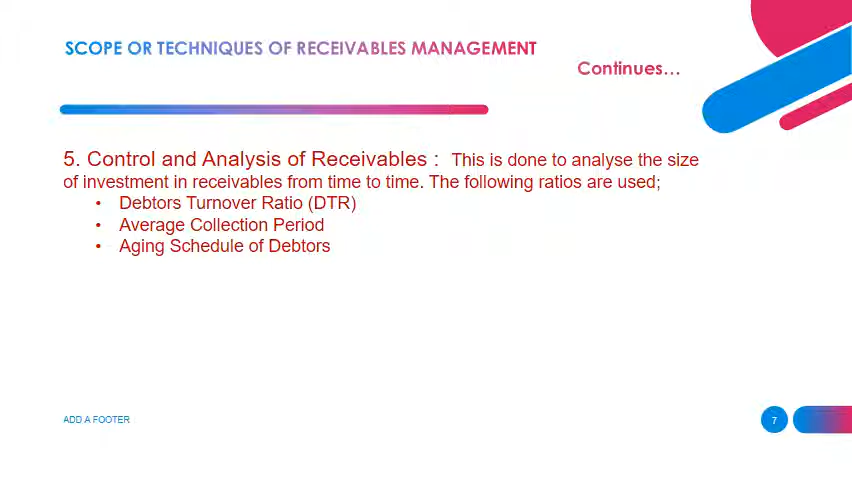 SCOPE OR TECHNIQUES OF RECEIVABLES MANAGEMENT
Continues…
5. Control and Analysis of Receivables : This is done to analyse the size
of investment in receivables from time to time. The following ratios are used;
• Debtors Turnover Ratio (DTR)
• Average Collection Period
• Aging Schedule of Debtors
ADD A FOOTER
7